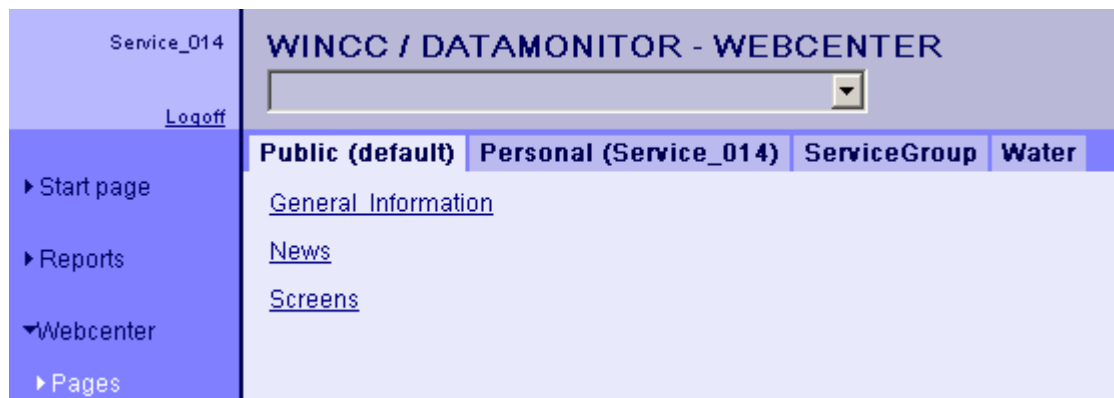 Service_014
Logoff
Start page
Reports
Webcenter
Pages
WINCC / DATAMONITOR - WEBCENTER
Public (default) Personal (Service_014) ServiceGroup Water
General Information
News
Screens